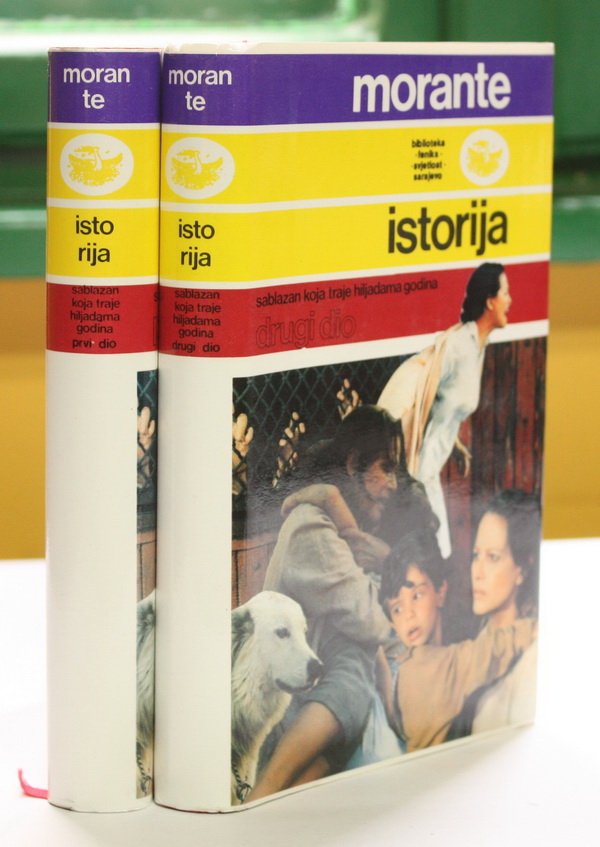 moran
te
isto
rija
sablazan
koja traje
hiljadama
godina
prvi dio
moran
te
isto
rija
sablazan
koja traje
hiljadama
godina
drugi dio
morante
biblioteka
·feniks·
·svjetlost·
sarajevo
istorija
sablazan koja traje hiljadama godina
drugi dio